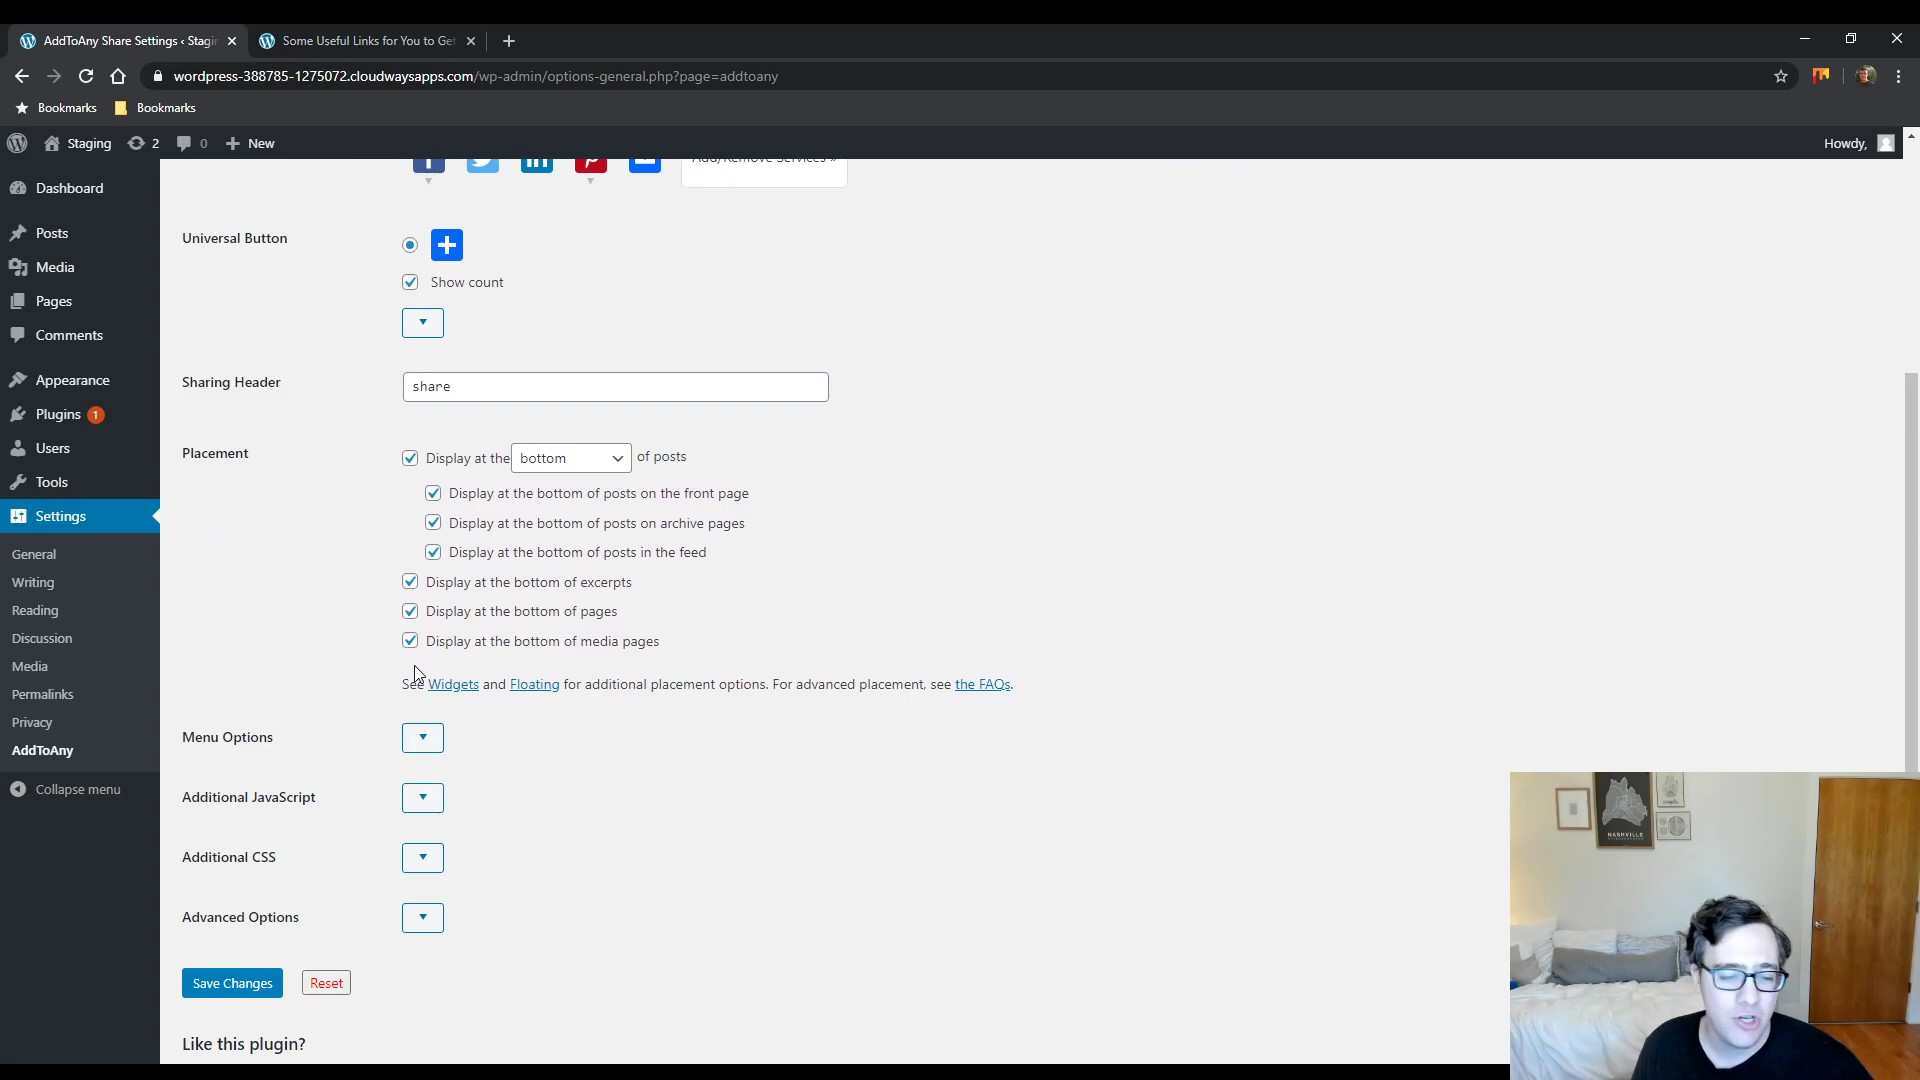 AddToAny Share Settings ‹ Stagin
Some Useful Links for You to Get
wordpress-388785-1275072.cloudwaysapps.com/wp-admin/options-general.php?page=addtoany
Bookmarks
Bookmarks
Staging
2
0
New
Howdy,
Dashboard
Posts
Media
Pages
Comments
Appearance
Plugins 1
Users
Tools
Settings
General
Writing
Reading
Discussion
Media
Permalinks
Privacy
AddToAny
Collapse menu
Add/Remove Services »
Universal Button
Show count
Sharing Header
share
Placement
Display at the bottom of posts
Display at the bottom of posts on the front page
Display at the bottom of posts on archive pages
Display at the bottom of posts in the feed
Display at the bottom of excerpts
Display at the bottom of pages
Display at the bottom of media pages
See Widgets and Floating for additional placement options. For advanced placement, see the FAQs.
Menu Options
Additional JavaScript
Additional CSS
Advanced Options
Save Changes
Reset
Like this plugin?
NASHVILLE